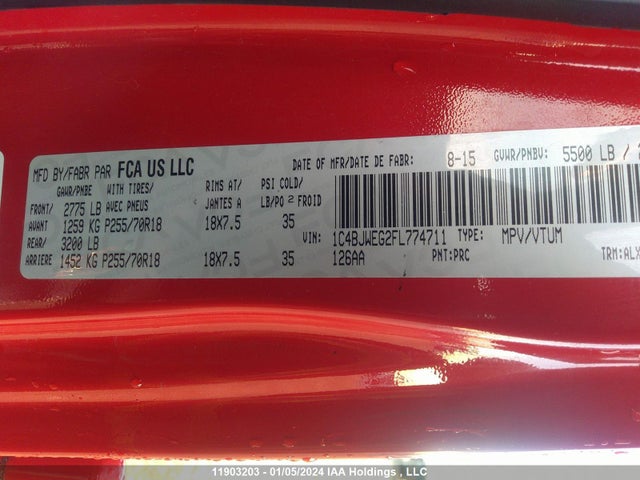 MFD BY/FABR PAR FCA US LLC
DATE OF MFR/DATE DE FABR: 8-15 GVWR/PNBV: 5500 LB /
GAWR/PNBE WITH TIRES/ RIMS AT/ PSI COLD/
FRONT/ 2775 LB AVEC PNEUS JANTES A LB/PO 2 FROID
AVANT 1259 KG P255/70R18 18X7.5 35
REAR/ 3200 LB
ARRIERE 1452 KG P255/70R18 18X7.5 35
VIN: 1C4BJWEG2FL774711 TYPE: MPV/VTUM
126AA PNT:PRC TRM:ALX
11903203 - 01/05/2024 IAA Holdings , LLC